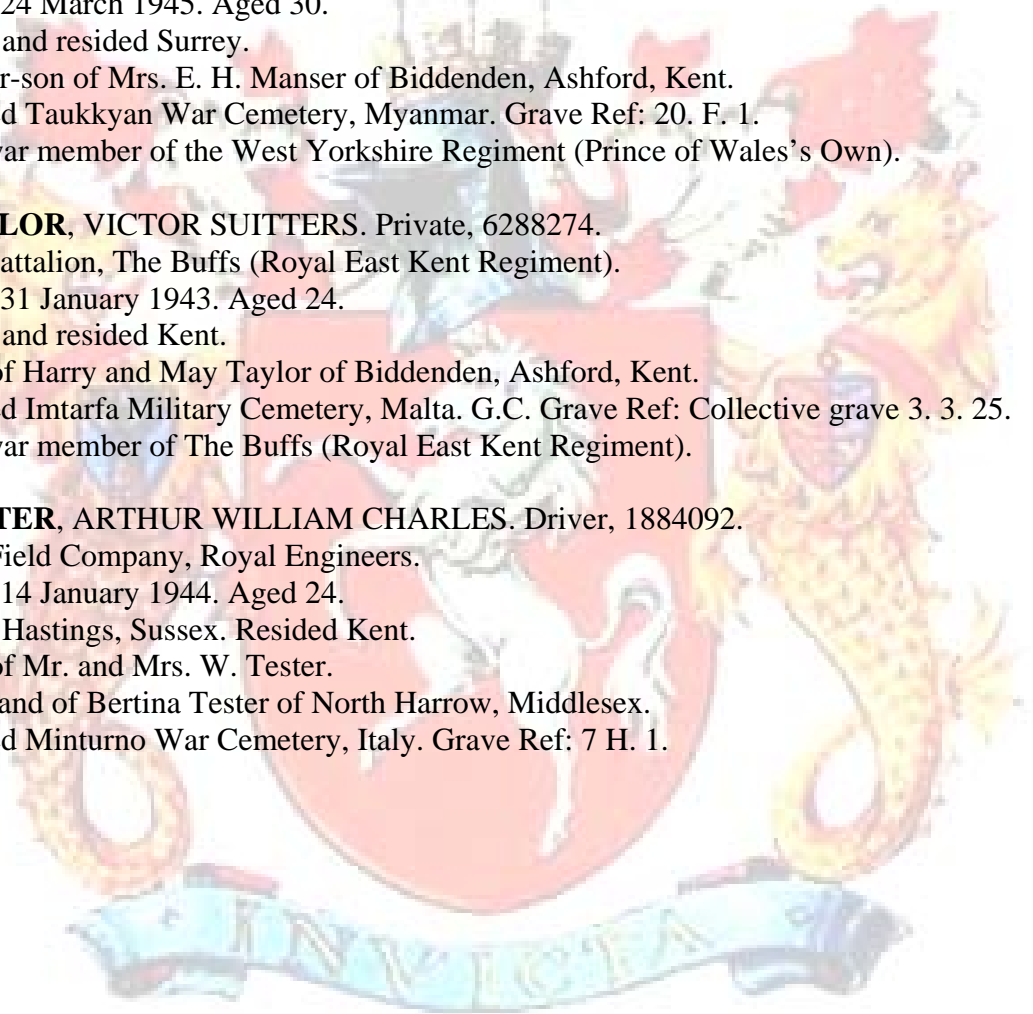 24 March 1945. Aged 30.
and resided Surrey.
r-son of Mrs. E. H. Manser of Biddenden, Ashford, Kent.
d Taukkyan War Cemetery, Myanmar. Grave Ref: 20. F. 1.
war member of the West Yorkshire Regiment (Prince of Wales’s Own).
LOR, VICTOR SUITTERS. Private, 6288274.
attalion, The Buffs (Royal East Kent Regiment).
31 January 1943. Aged 24.
and resided Kent.
of Harry and May Taylor of Biddenden, Ashford, Kent.
d Imtarfa Military Cemetery, Malta. G.C. Grave Ref: Collective grave 3. 3. 25.
war member of The Buffs (Royal East Kent Regiment).
TER, ARTHUR WILLIAM CHARLES. Driver, 1884092.
Field Company, Royal Engineers.
14 January 1944. Aged 24.
Hastings, Sussex. Resided Kent.
of Mr. and Mrs. W. Tester.
and of Bertina Tester of North Harrow, Middlesex.
d Minturno War Cemetery, Italy. Grave Ref: 7 H. 1.
INVICTA